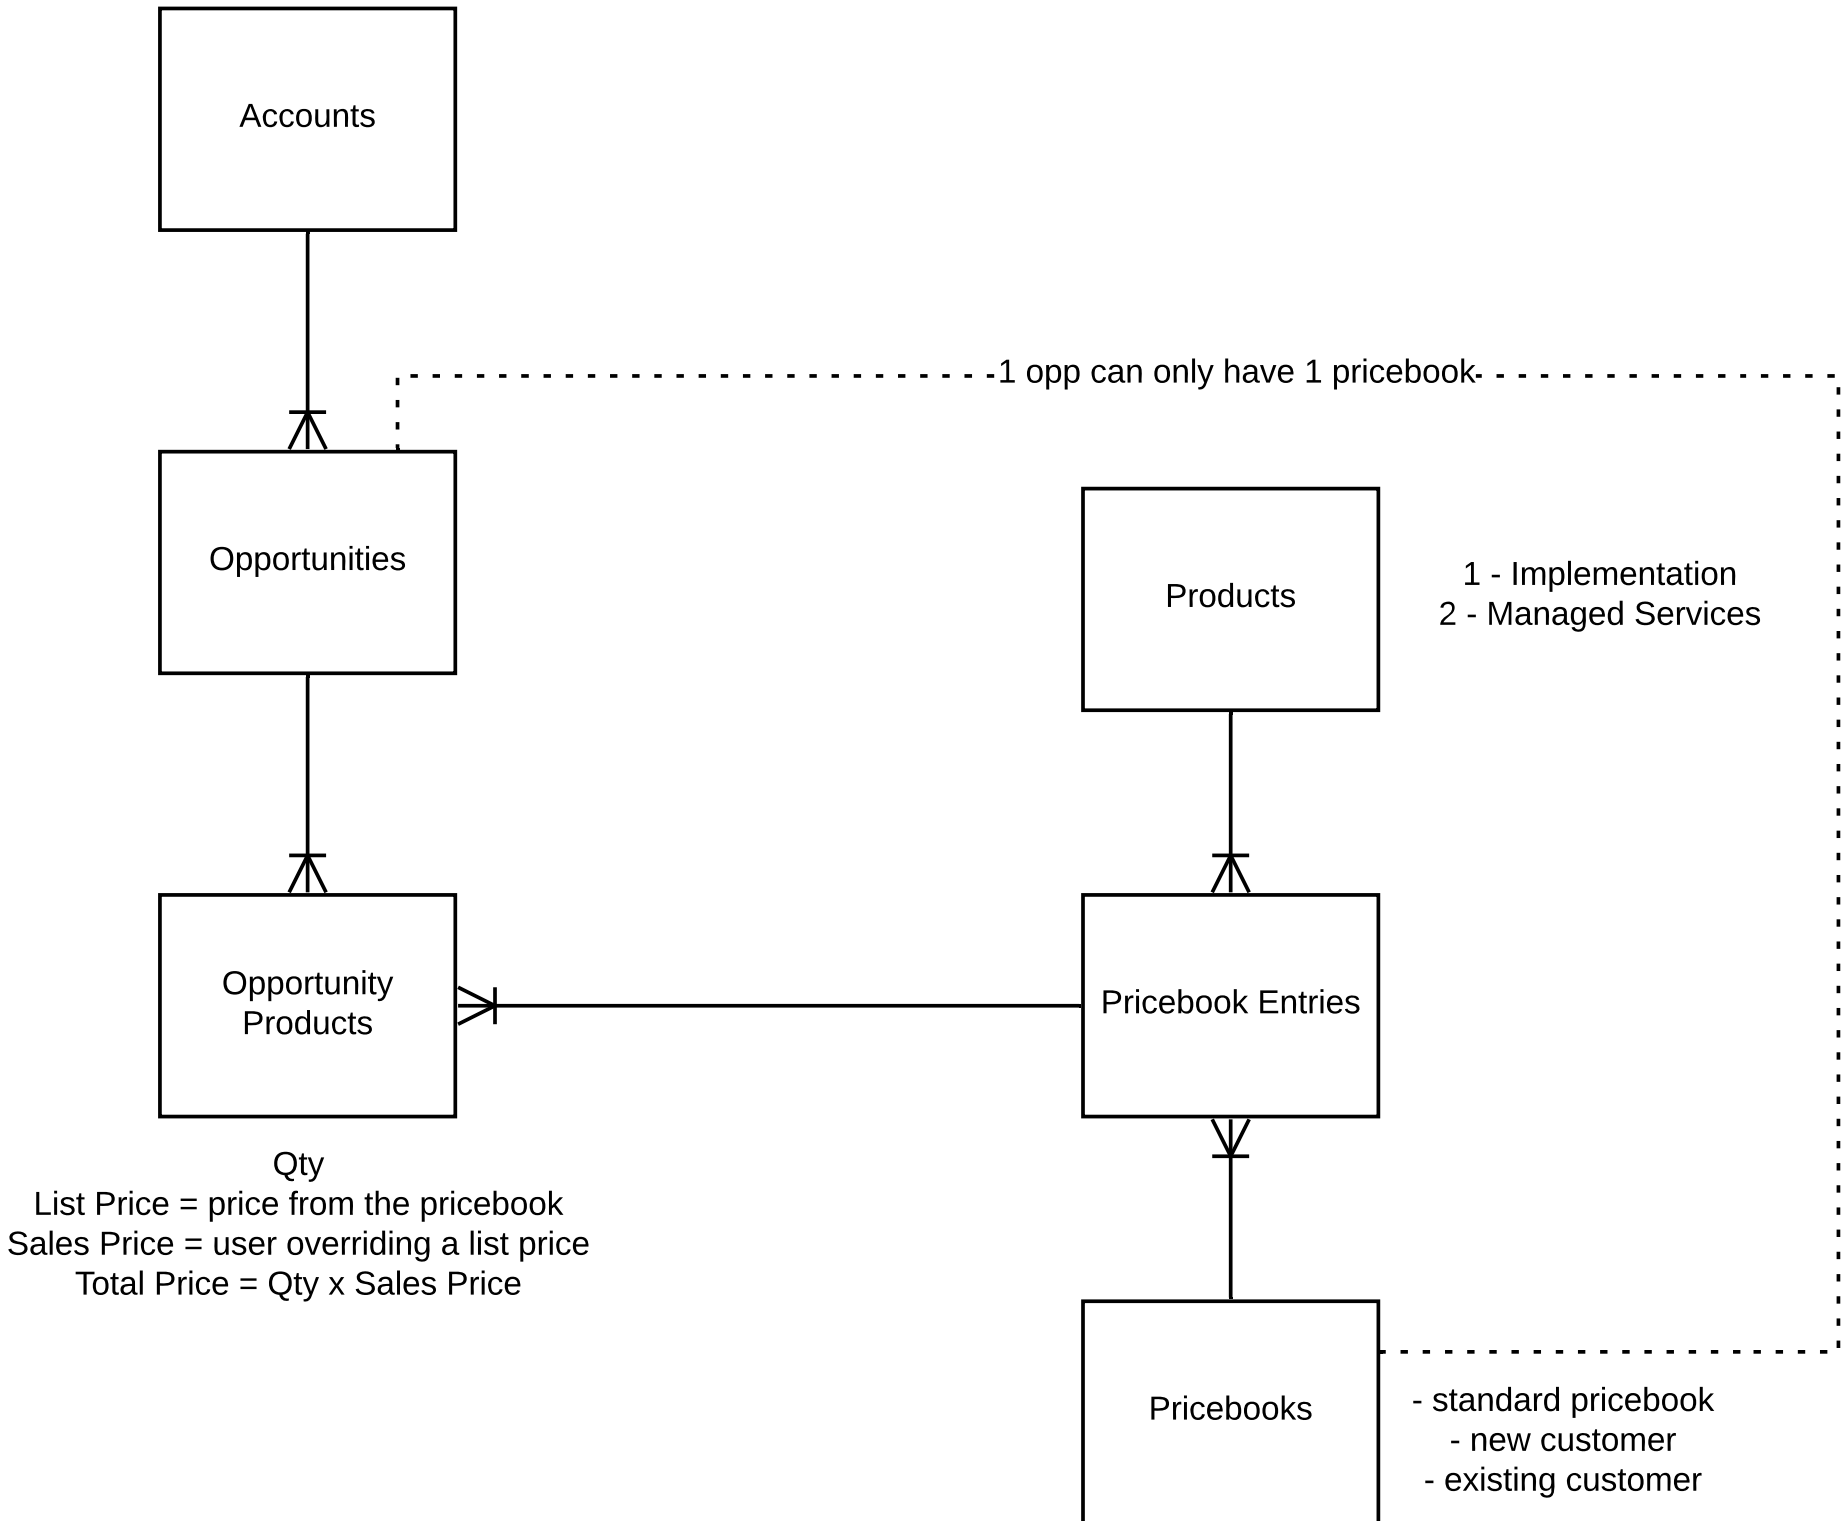 Accounts
1 opp can only have 1 pricebook
Opportunities
Products
1 - Implementation
2 - Managed Services
Opportunity
Products
Pricebook Entries
Qty
List Price = price from the pricebook
Sales Price = user overriding a list price
Total Price = Qty x Sales Price
Pricebooks
- standard pricebook
- new customer
- existing customer